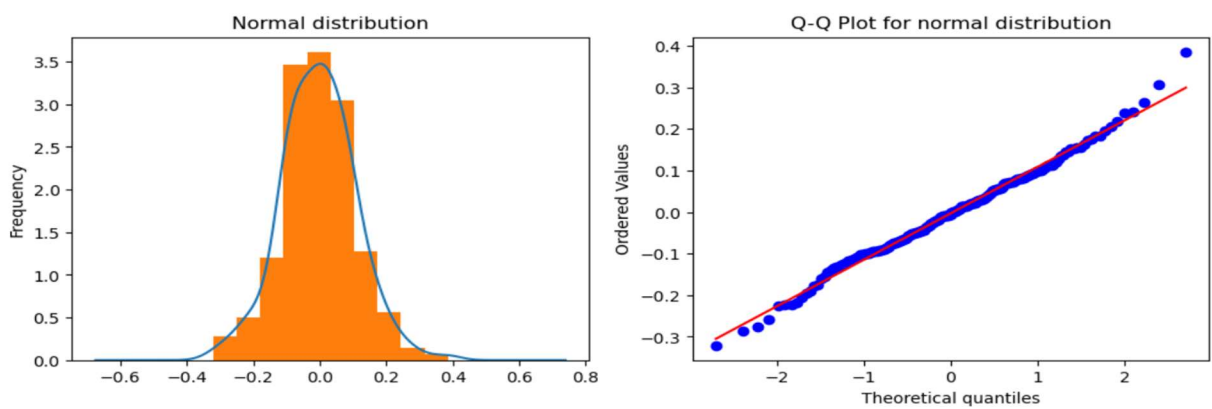 Normal distribution
Frequency
3.5
3.0
2.5
2.0
1.5
1.0
0.5
0.0
−0.6 −0.4 −0.2 0.0 0.2 0.4 0.6 0.8
Q-Q Plot for normal distribution
Ordered Values
0.4
0.3
0.2
0.1
0.0
−0.1
−0.2
−0.3
−2 −1 0 1 2
Theoretical quantiles